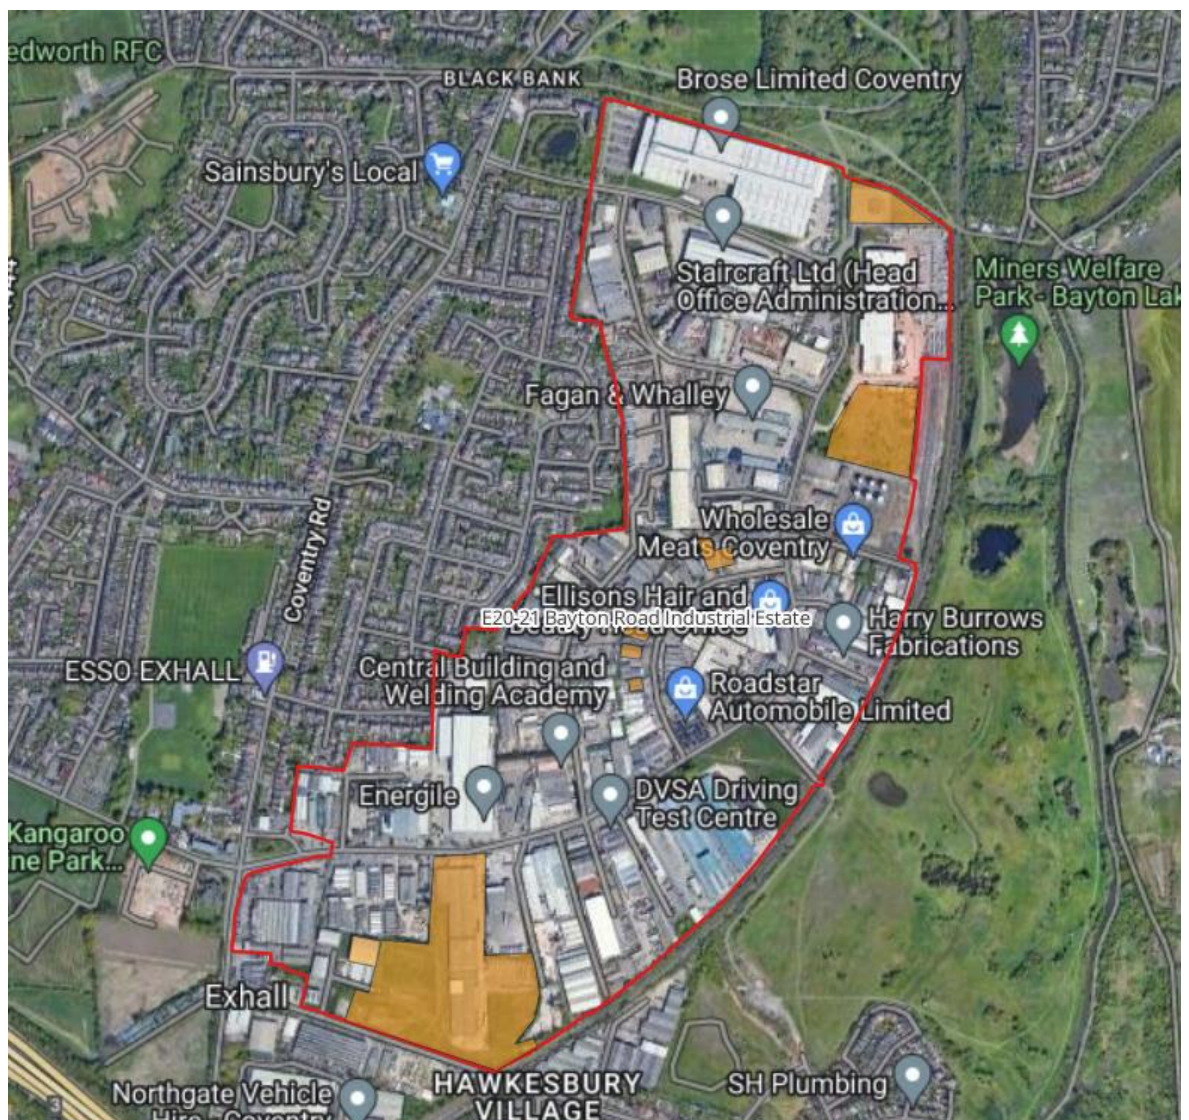 edworth RFC
BLACK BANK
Brose Limited Coventry
Sainsbury's Local
Staircraft Ltd (Head
Office Administration...
Miners Welfare
Park - Bayton Lak
Fagan & Whalley
Coventry Rd
Wholesale
Meats Coventry
Ellisons Hair and
E20-21 Bayton Road Industrial Estate
Harry Burrows
Fabrications
ESSO EXHALL
Central Building and
Welding Academy
Roadstar
Automobile Limited
Energile
DVSA Driving
Test Centre
Kangaroo
ne Park...
Exhall
Northgate Vehicle
Hire - Coventry
HAWKESBURY
VILLAGE
SH Plumbing